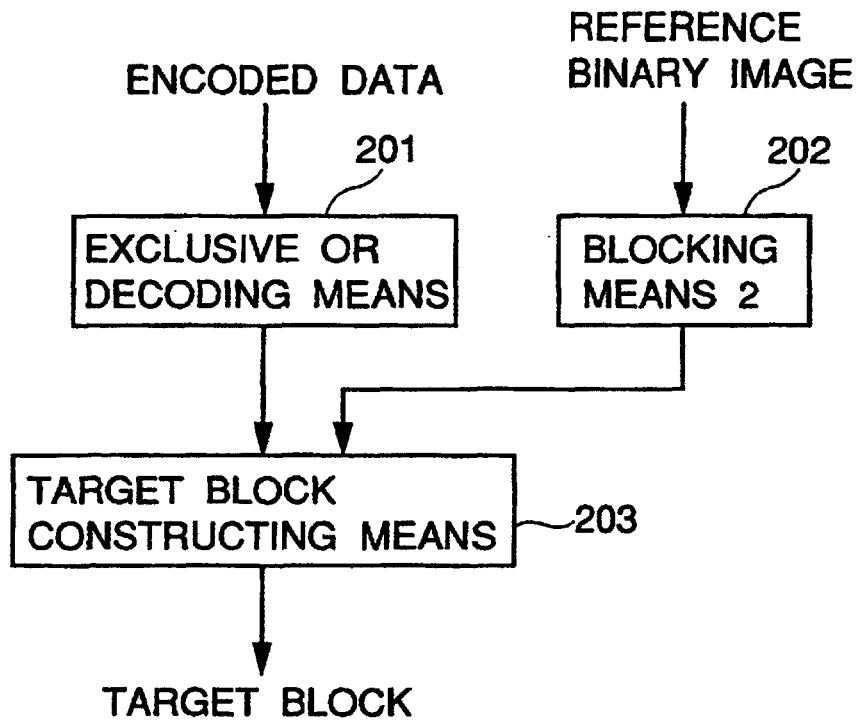 REFERENCE
BINARY IMAGE
ENCODED DATA
201
202
EXCLUSIVE OR
DECODING MEANS
BLOCKING
MEANS 2
TARGET BLOCK
CONSTRUCTING MEANS
203
TARGET BLOCK